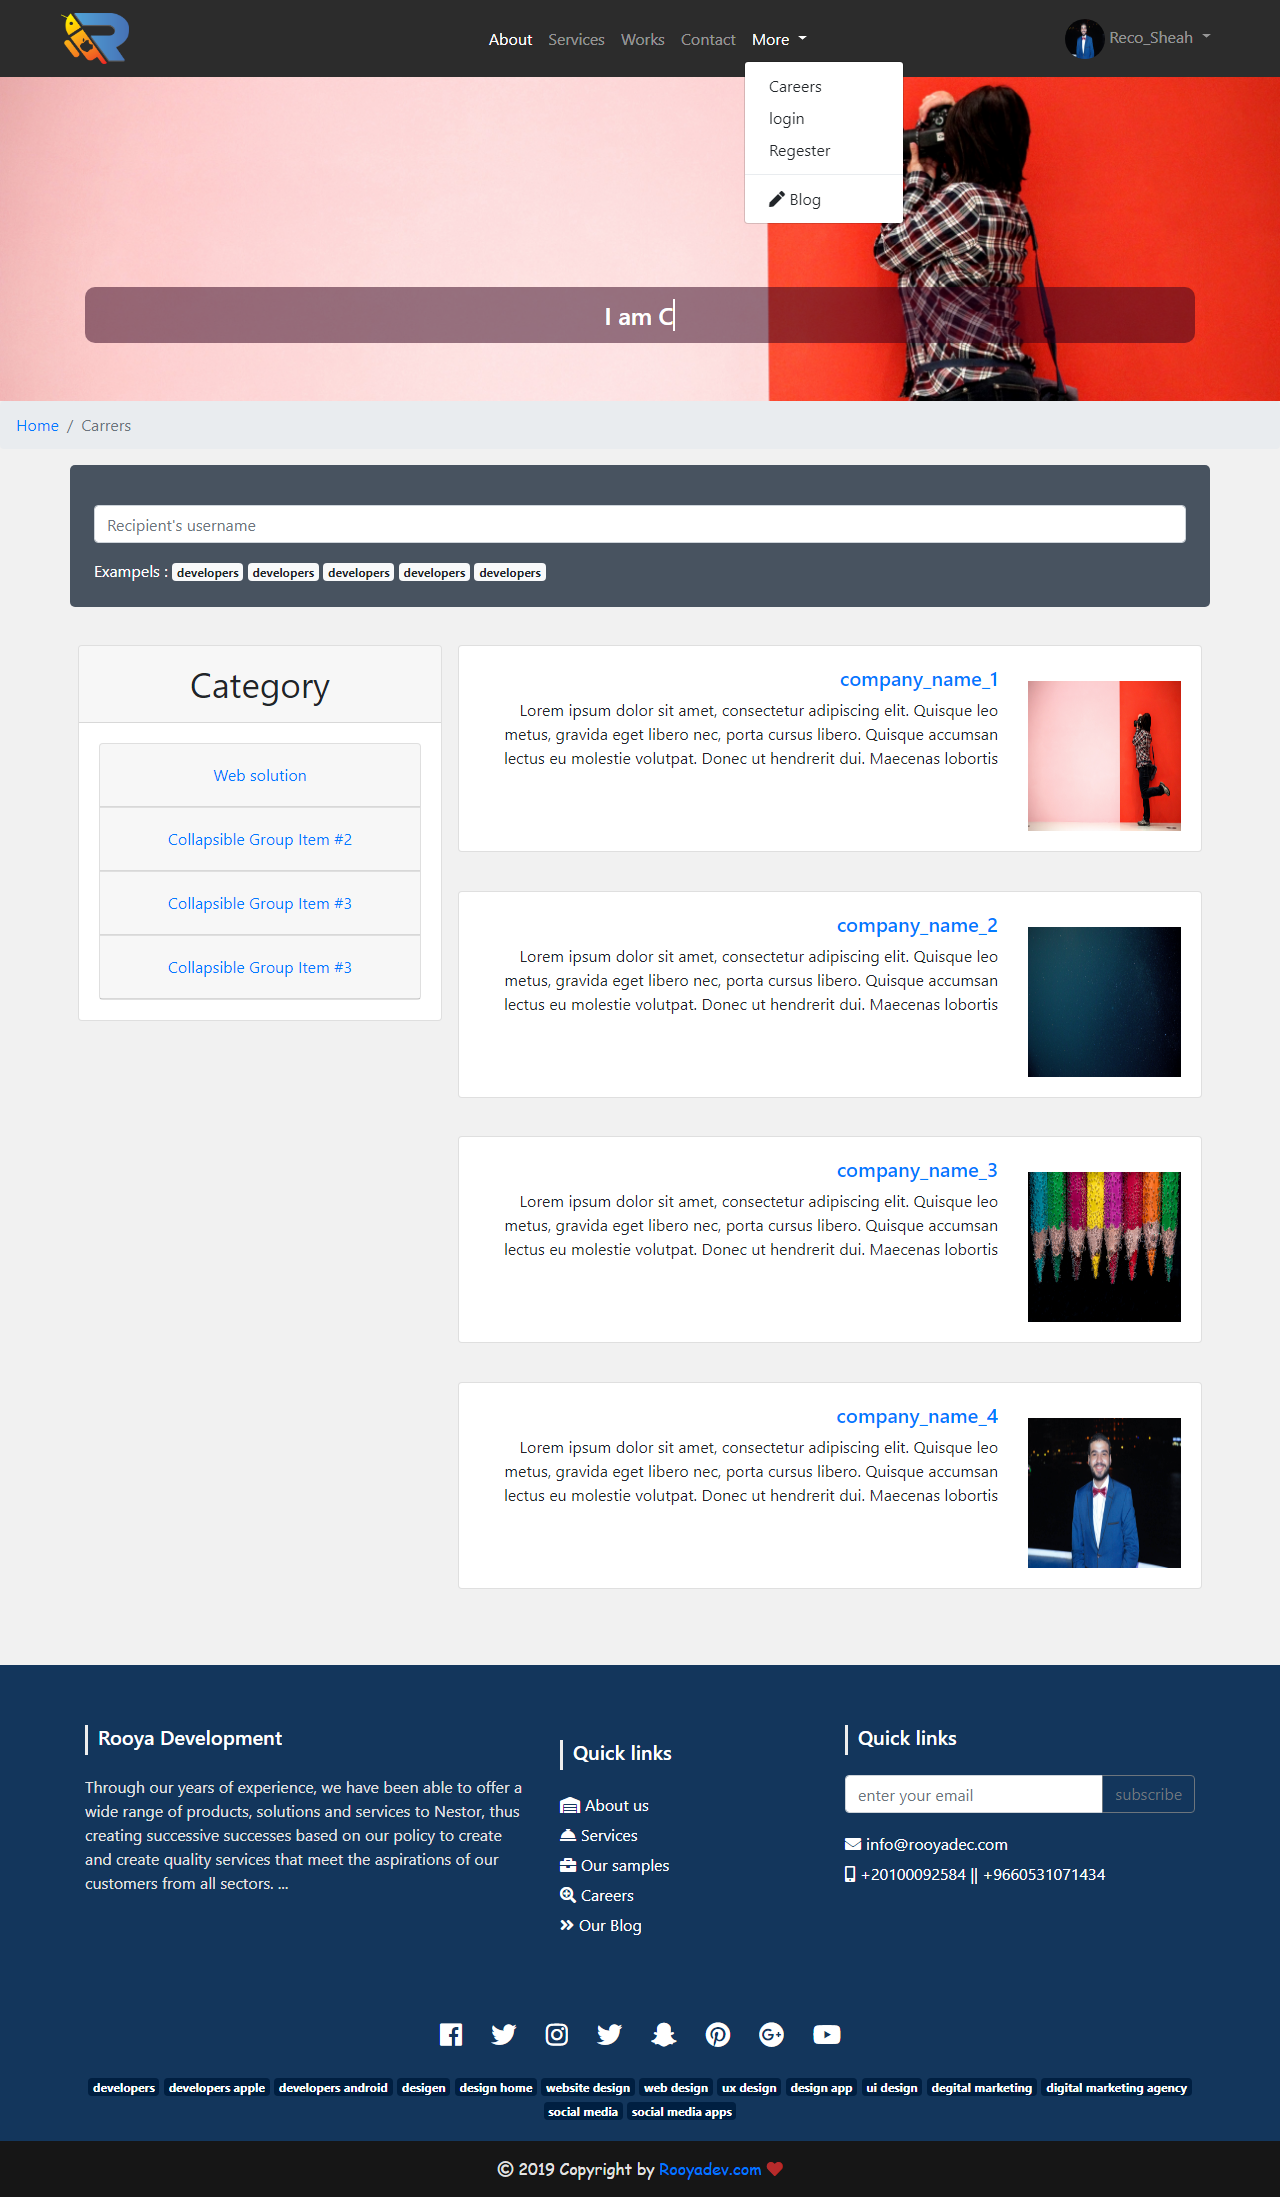 About Services Works Contact More
Reco_Sheah
Careers
login
Regester
Blog
I am C
Home / Carrers
Recipient's username
Exampels : developers developers developers developers developers
Category
Web solution
Collapsible Group Item #2
Collapsible Group Item #3
Collapsible Group Item #3
company_name_1
Lorem ipsum dolor sit amet, consectetur adipiscing elit. Quisque leo
metus, gravida eget libero nec, porta cursus libero. Quisque accumsan
lectus eu molestie volutpat. Donec ut hendrerit dui. Maecenas lobortis
company_name_2
Lorem ipsum dolor sit amet, consectetur adipiscing elit. Quisque leo
metus, gravida eget libero nec, porta cursus libero. Quisque accumsan
lectus eu molestie volutpat. Donec ut hendrerit dui. Maecenas lobortis
company_name_3
Lorem ipsum dolor sit amet, consectetur adipiscing elit. Quisque leo
metus, gravida eget libero nec, porta cursus libero. Quisque accumsan
lectus eu molestie volutpat. Donec ut hendrerit dui. Maecenas lobortis
company_name_4
Lorem ipsum dolor sit amet, consectetur adipiscing elit. Quisque leo
metus, gravida eget libero nec, porta cursus libero. Quisque accumsan
lectus eu molestie volutpat. Donec ut hendrerit dui. Maecenas lobortis
Rooya Development
Through our years of experience, we have been able to offer a
wide range of products, solutions and services to Nestor, thus
creating successive successes based on our policy to create
and create quality services that meet the aspirations of our
customers from all sectors. ...
Quick links
About us
Services
Our samples
Careers
Our Blog
Quick links
enter your email subscribe
info@rooyadec.com
+20100092584 || +9660531071434
developers developers apple developers android desigen design home website design web design ux design design app ui design degital marketing digital marketing agency
social media social media apps
© 2019 Copyright by Rooyadev.com